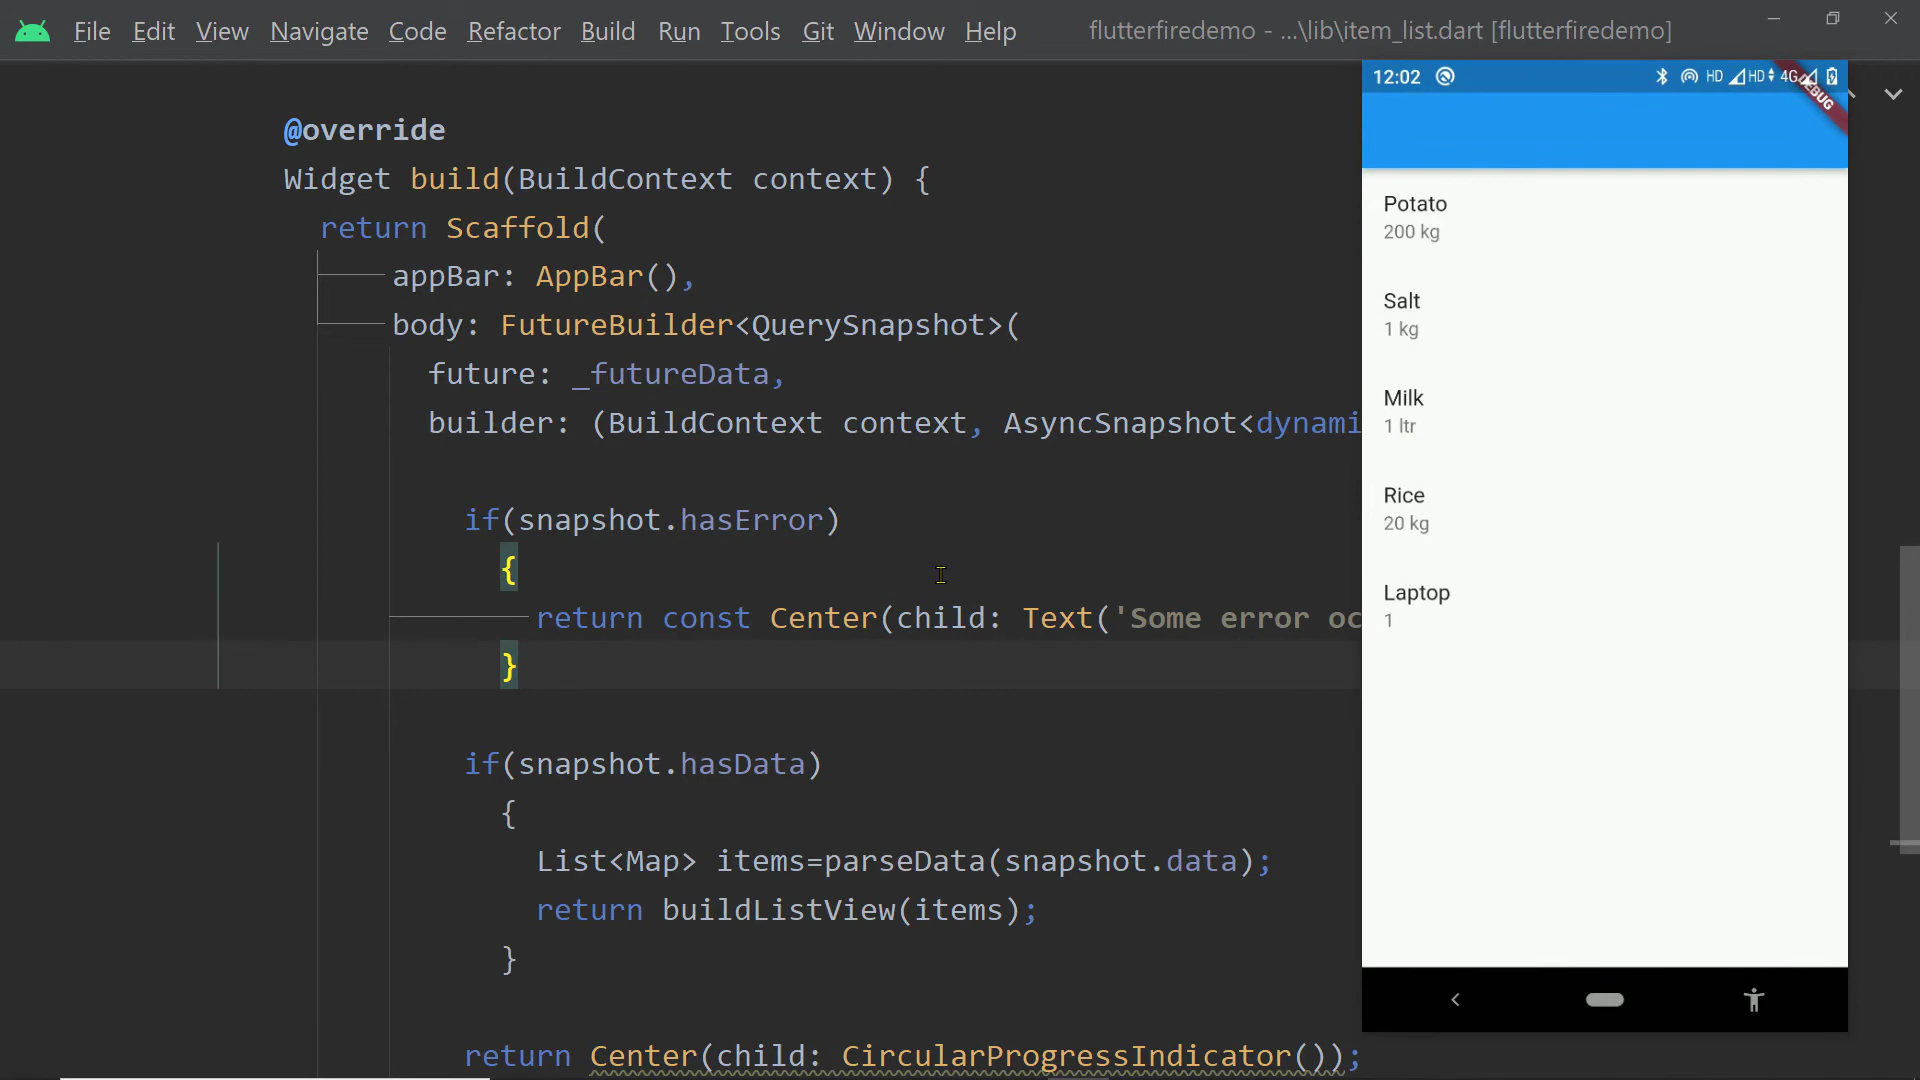 File Edit View Navigate Code Refactor Build Run Tools Git Window Help flutterfiredemo - ...\lib\item_list.dart [flutterfiredemo]
@override
Widget build(BuildContext context) {
return Scaffold(
appBar: AppBar(),
body: FutureBuilder<QuerySnapshot>(
future: _futureData,
builder: (BuildContext context, AsyncSnapshot<dynami
if(snapshot.hasError)
{
return const Center(child: Text('Some error oc
}
if(snapshot.hasData)
{
List<Map> items=parseData(snapshot.data);
return buildListView(items);
}
return Center(child: CircularProgressIndicator());
12:02 HD HD 4G
DEBUG
Potato
200 kg
Salt
1 kg
Milk
1 ltr
Rice
20 kg
Laptop
1